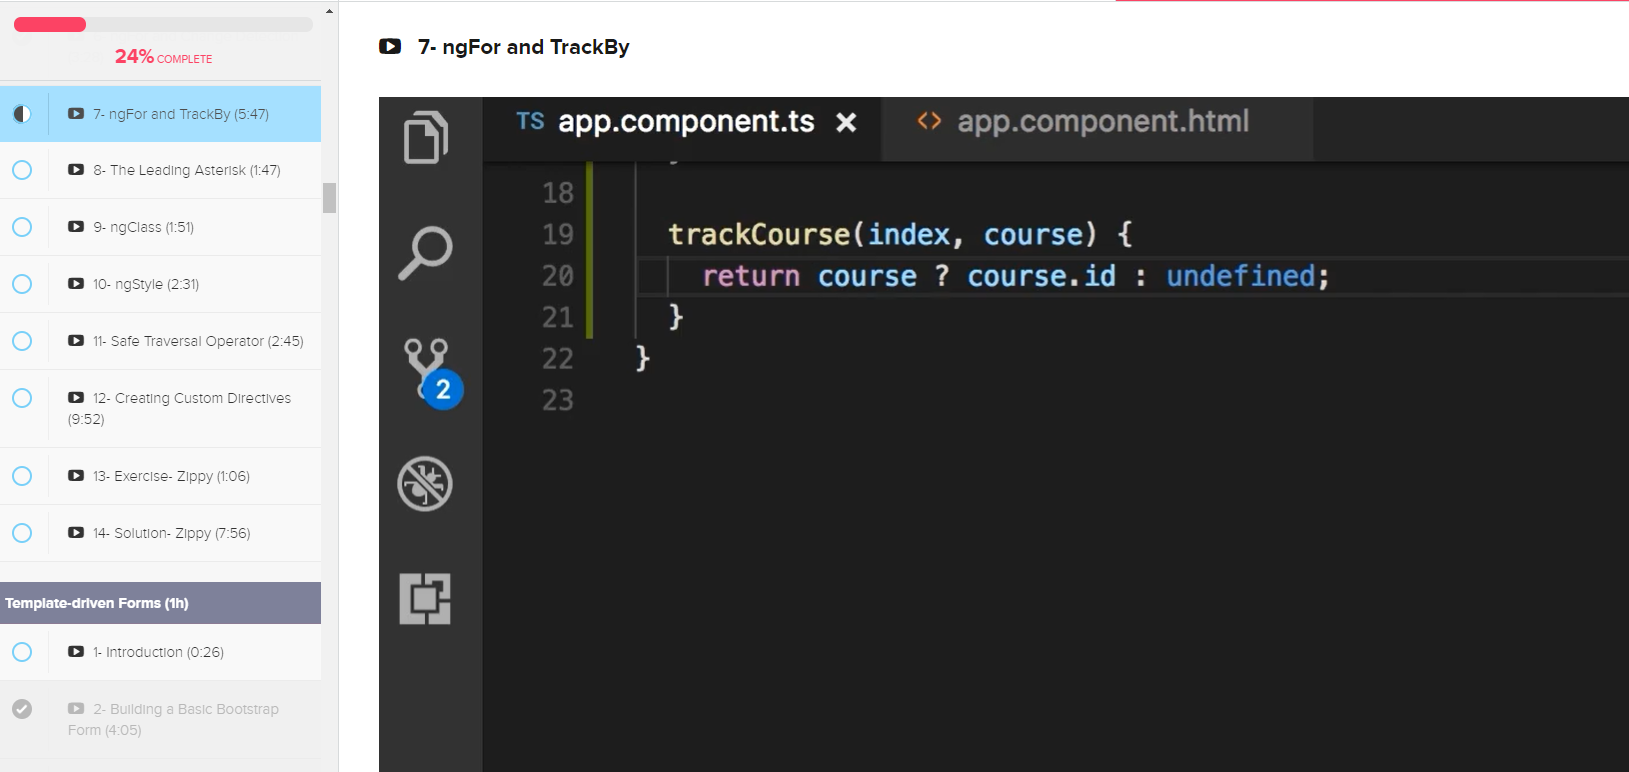 24% COMPLETE
7- ngFor and TrackBy (5:47)
8- The Leading Asterisk (1:47)
9- ngClass (1:51)
10- ngStyle (2:31)
11- Safe Traversal Operator (2:45)
12- Creating Custom Directives
(9:52)
13- Exercise- Zippy (1:06)
14- Solution- Zippy (7:56)
Template-driven Forms (1h)
1- Introduction (0:26)
2- Building a Basic Bootstrap
Form (4:05)
7- ngFor and TrackBy
TS app.component.ts × <> app.component.html
18
19 trackCourse(index, course) {
20 return course ? course.id : undefined;
21 }
22 }
23
2